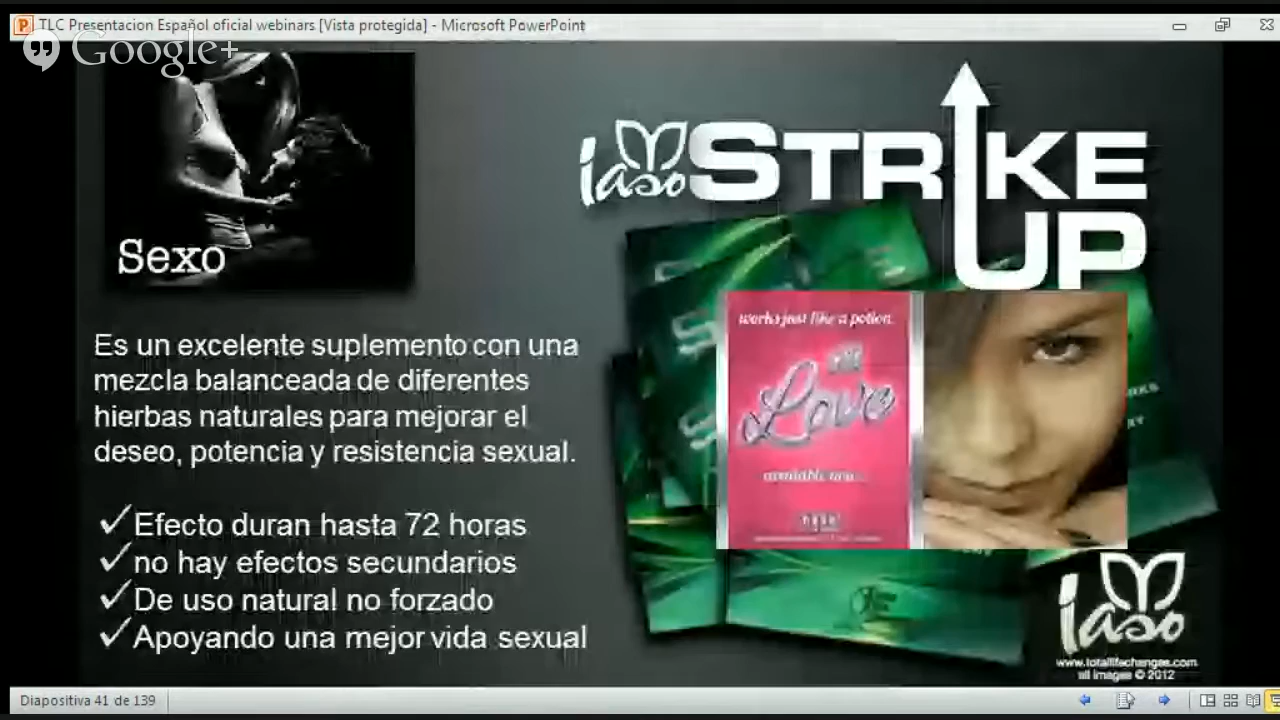 TLC Presentacion Español oficial webinars [Vista protegida] - Microsoft PowerPoint
Google+
Sexo
iaso STRIKE
UP
works just like a potion.
Love
available now...
Es un excelente suplemento con una
mezcla balanceada de diferentes
hierbas naturales para mejorar el
deseo, potencia y resistencia sexual.
✓Efecto duran hasta 72 horas
✓no hay efectos secundarios
✓De uso natural no forzado
✓Apoyando una mejor vida sexual
iaso
www.totallifechanges.com
all images © 2012
Diapositiva 41 de 139